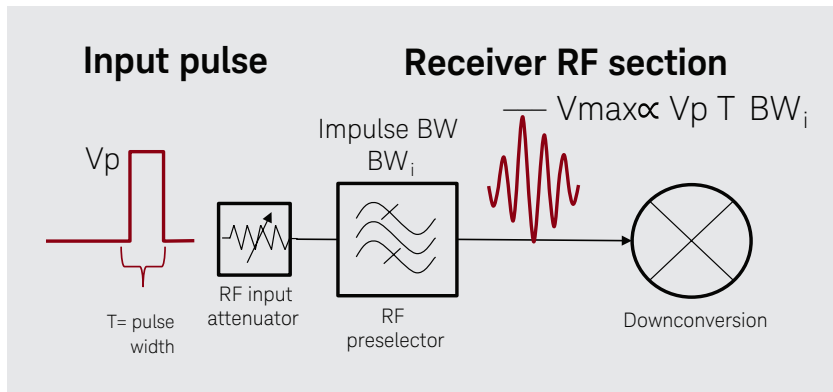 Input pulse
Receiver RF section
Vmax∝ Vp T BWi
Impulse BW
BWi
Vp
RF input
attenuator
RF
preselector
Downconversion
T= pulse
width